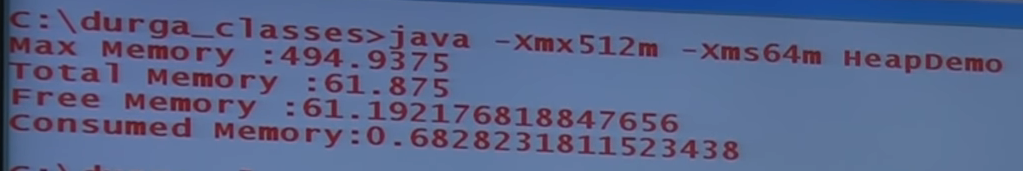 c:\durga_classes>java -Xmx512m -Xms64m HeapDemo
Max Memory :494.9375
Total Memory :61.875
Free Memory :61.192176818847656
Consumed Memory:0.6828231811523438